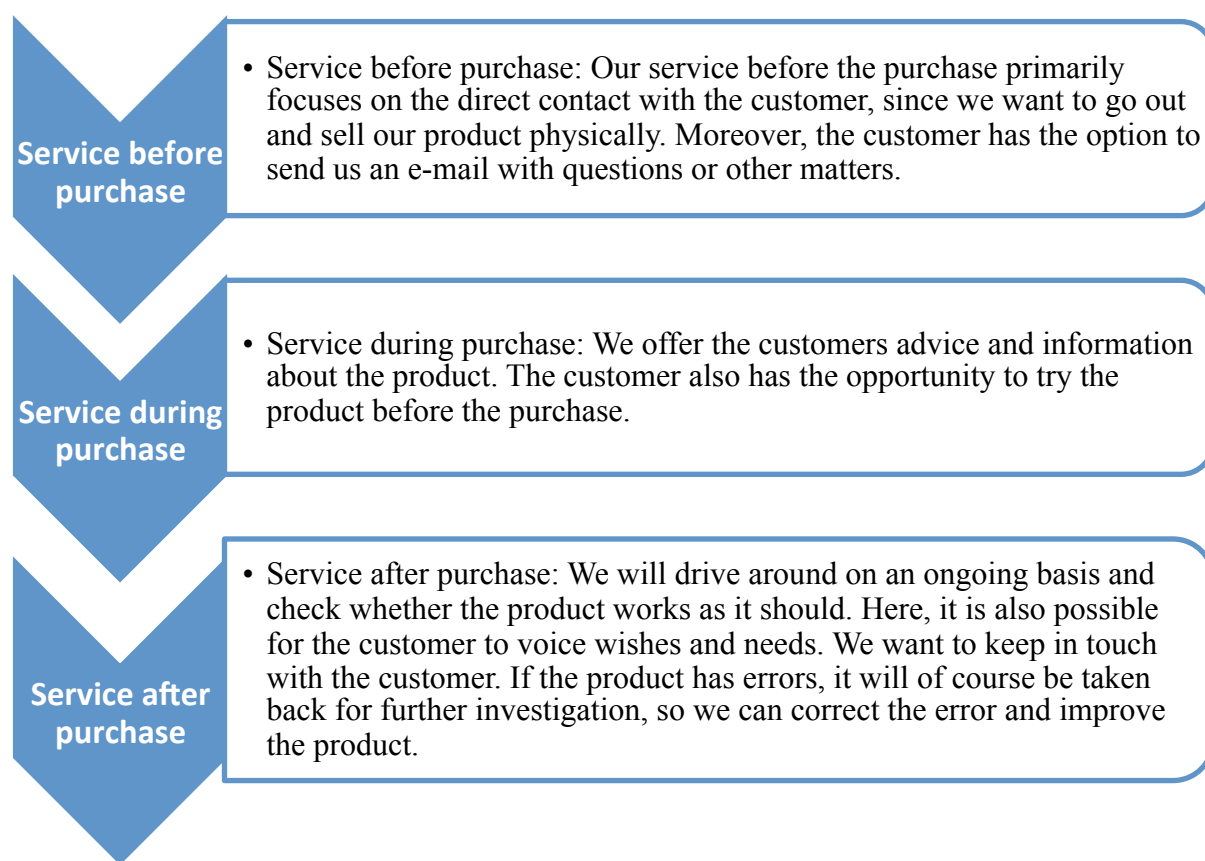 Service before
purchase
• Service before purchase: Our service before the purchase primarily
focuses on the direct contact with the customer, since we want to go out
and sell our product physically. Moreover, the customer has the option to
send us an e-mail with questions or other matters.
Service during
purchase
• Service during purchase: We offer the customers advice and information
about the product. The customer also has the opportunity to try the
product before the purchase.
Service after
purchase
• Service after purchase: We will drive around on an ongoing basis and
check whether the product works as it should. Here, it is also possible
for the customer to voice wishes and needs. We want to keep in touch
with the customer. If the product has errors, it will of course be taken
back for further investigation, so we can correct the error and improve
the product.